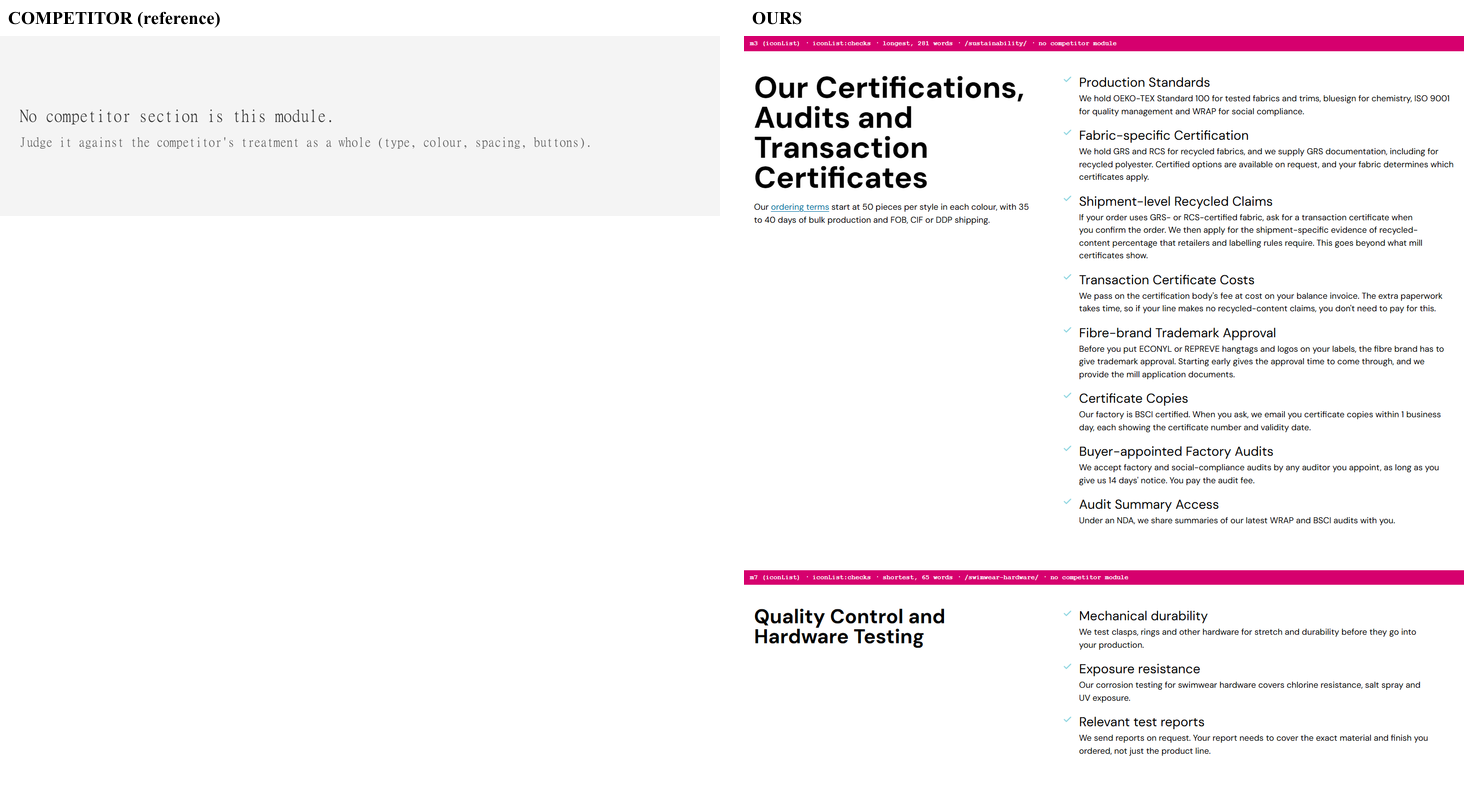 COMPETITOR (reference)
No competitor section is this module.
Judge it against the competitor's treatment as a whole (type, colour, spacing, buttons).
OURS
m3 (iconList) · iconList:checks · longest, 281 words · /sustainability/ · no competitor module
Our Certifications,
Audits and
Transaction
Certificates
Our ordering terms start at 50 pieces per style in each colour, with 35
to 40 days of bulk production and FOB, CIF or DDP shipping.
Production Standards
We hold OEKO-TEX Standard 100 for tested fabrics and trims, bluesign for chemistry, ISO 9001
for quality management and WRAP for social compliance.
Fabric-specific Certification
We hold GRS and RCS for recycled fabrics, and we supply GRS documentation, including for
recycled polyester. Certified options are available on request, and your fabric determines which
certificates apply.
Shipment-level Recycled Claims
If your order uses GRS- or RCS-certified fabric, ask for a transaction certificate when
you confirm the order. We then apply for the shipment-specific evidence of recycled-
content percentage that retailers and labelling rules require. This goes beyond what mill
certificates show.
Transaction Certificate Costs
We pass on the certification body's fee at cost on your balance invoice. The extra paperwork
takes time, so if your line makes no recycled-content claims, you don't need to pay for this.
Fibre-brand Trademark Approval
Before you put ECONYL or REPREVE hangtags and logos on your labels, the fibre brand has to
give trademark approval. Starting early gives the approval time to come through, and we
provide the mill application documents.
Certificate Copies
Our factory is BSCI certified. When you ask, we email you certificate copies within 1 business
day, each showing the certificate number and validity date.
Buyer-appointed Factory Audits
We accept factory and social-compliance audits by any auditor you appoint, as long as you
give us 14 days' notice. You pay the audit fee.
Audit Summary Access
Under an NDA, we share summaries of our latest WRAP and BSCI audits with you.
m7 (iconList) · iconList:checks · shortest, 65 words · /swimwear-hardware/ · no competitor module
Quality Control and
Hardware Testing
Mechanical durability
We test clasps, rings and other hardware for stretch and durability before they go into
your production.
Exposure resistance
Our corrosion testing for swimwear hardware covers chlorine resistance, salt spray and
UV exposure.
Relevant test reports
We send reports on request. Your report needs to cover the exact material and finish you
ordered, not just the product line.